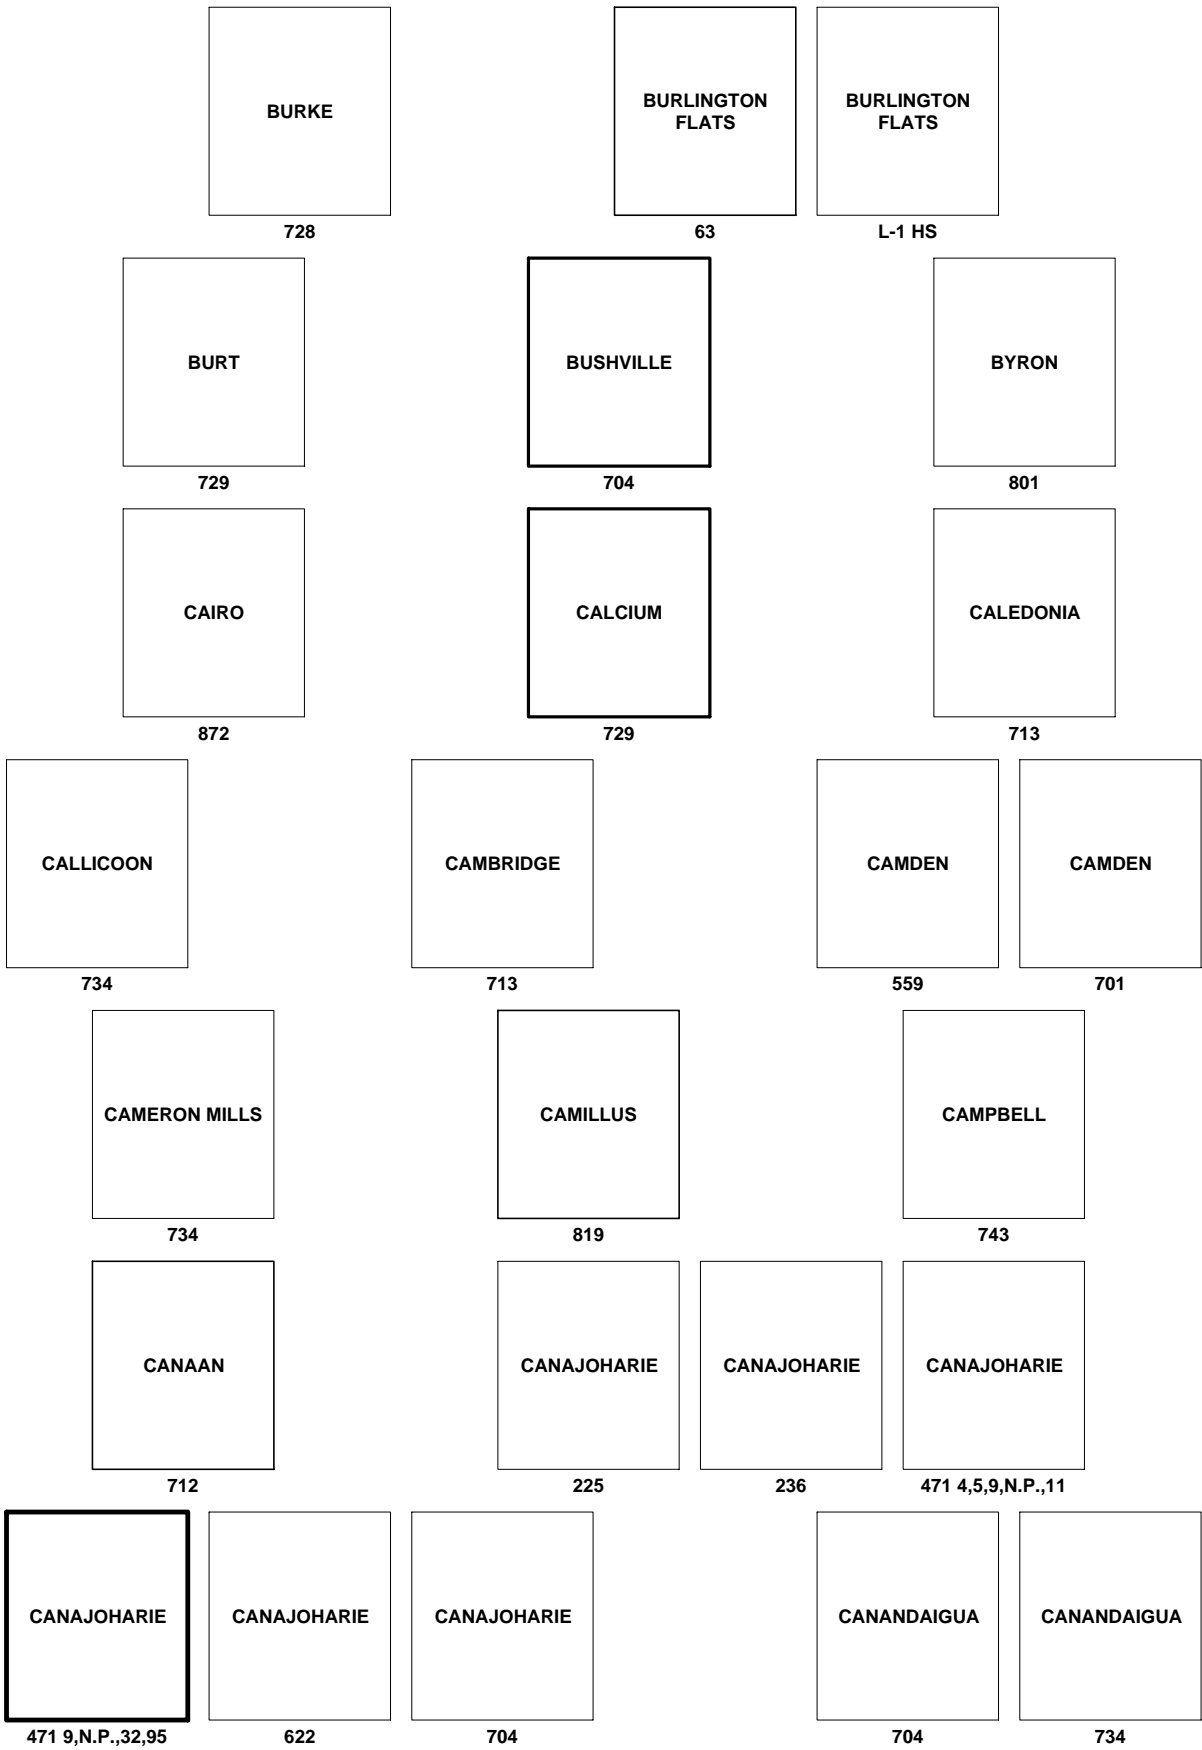 BURKE
728
BURLINGTON
FLATS
63
BURLINGTON
FLATS
L-1 HS
BURT
729
BUSHVILLE
704
BYRON
801
CAIRO
872
CALCIUM
729
CALEDONIA
713
CALLICOON
734
CAMBRIDGE
713
CAMDEN
559
CAMDEN
701
CAMERON MILLS
734
CAMILLUS
819
CAMPBELL
743
CANAAN
712
CANAJOHARIE
225
CANAJOHARIE
236
CANAJOHARIE
471 4,5,9,N.P.,11
CANAJOHARIE
471 9,N.P.,32,95
CANAJOHARIE
622
CANAJOHARIE
704
CANANDAIGUA
704
CANANDAIGUA
734